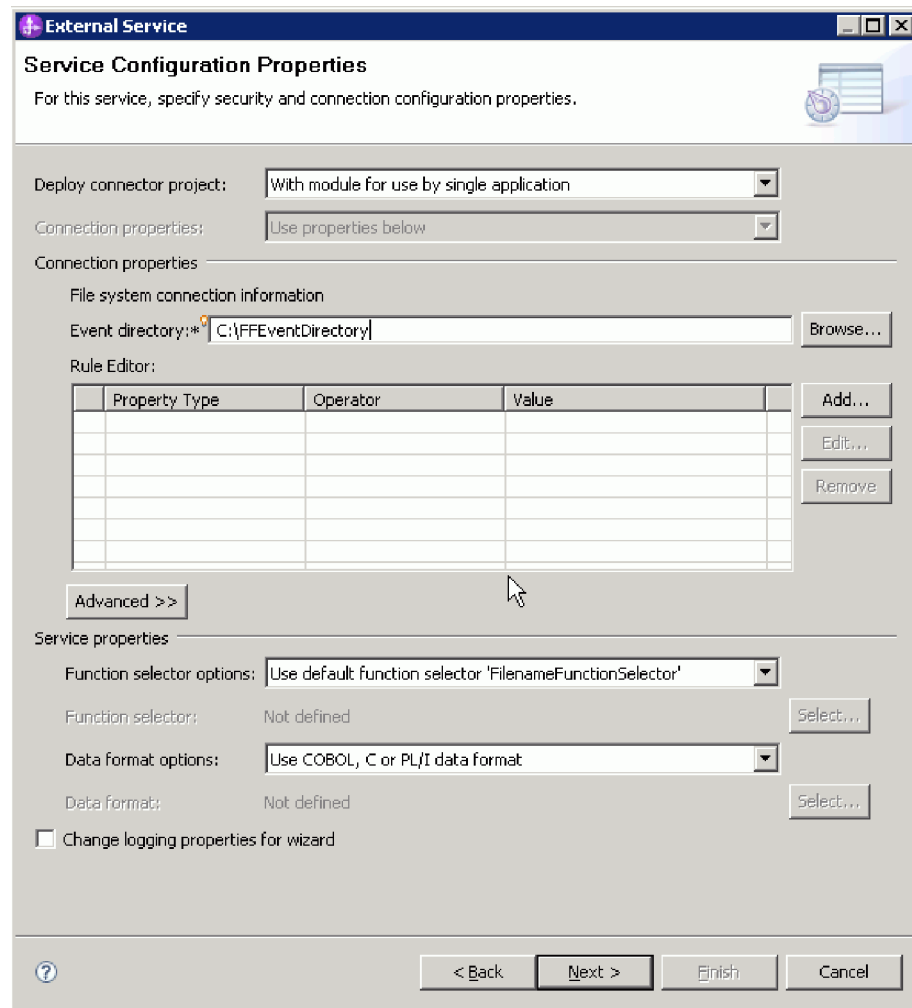 External Service
Service Configuration Properties
For this service, specify security and connection configuration properties.
Deploy connector project: With module for use by single application
Connection properties: Use properties below
Connection properties
File system connection information
Event directory:* C:\FFEventDirectory Browse...
Rule Editor:
Property Type Operator Value Add...
Edit...
Remove
Advanced >>
Service properties
Function selector options: Use default function selector 'FilenameFunctionSelector'
Function selector: Not defined Select...
Data format options: Use COBOL, C or PL/I data format
Data format: Not defined Select...
Change logging properties for wizard
? < Back Next > Finish Cancel